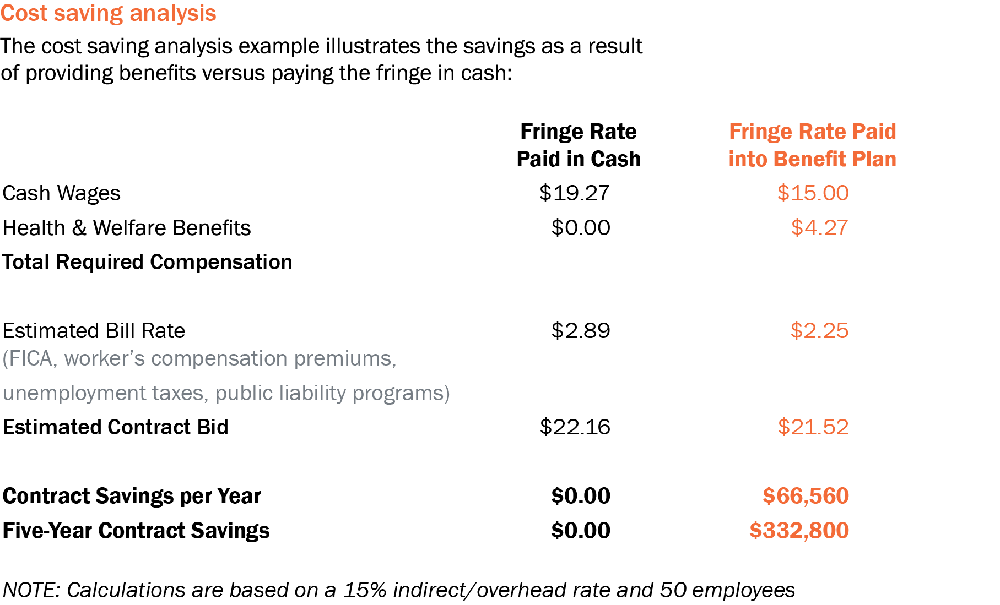 Cost saving analysis
The cost saving analysis example illustrates the savings as a result
of providing benefits versus paying the fringe in cash:
Fringe Rate Paid in Cash
Fringe Rate Paid into Benefit Plan
Cash Wages $19.27 $15.00
Health & Welfare Benefits $0.00 $4.27
Total Required Compensation
Estimated Bill Rate $2.89 $2.25
(FICA, worker’s compensation premiums,
unemployment taxes, public liability programs)
Estimated Contract Bid $22.16 $21.52
Contract Savings per Year $0.00 $66,560
Five-Year Contract Savings $0.00 $332,800
NOTE: Calculations are based on a 15% indirect/overhead rate and 50 employees